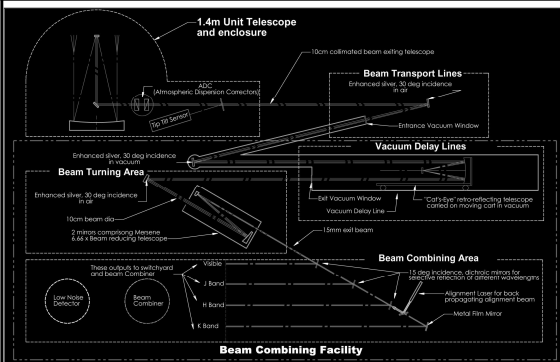 1.4m Unit Telescope
and enclosure
10cm collimated beam exiting telescope
ADC
(Atmospheric Dispersion Correction)
Tip Tilt Sensor
Beam Transport Lines
Enhanced silver, 30 deg incidence
in air
Entrance Vacuum Window
Enhanced silver, 30 deg incidence
in vacuum
Vacuum Delay Lines
Beam Turning Area
Enhanced silver, 30 deg incidence
in air
Exit Vacuum Window
Vacuum Delay Line
"Cat's-Eye" retro-reflecting telescope
carried on moving cart in vacuum
10cm beam dia
2 mirrors comprisng Mersene
6.66 x Beam reducing telescope
15mm exit beam
Beam Combining Area
These outputs to switchyard
and beam Combiner
Visible
J Band
H Band
K Band
15 deg incidence, dichroic mirrors for
selective reflection of different wavelengths
Alignment Laser for back
propagating alignment beam
Metal Film Mirror
Low Noise
Detector
Beam
Combiner
Beam Combining Facility